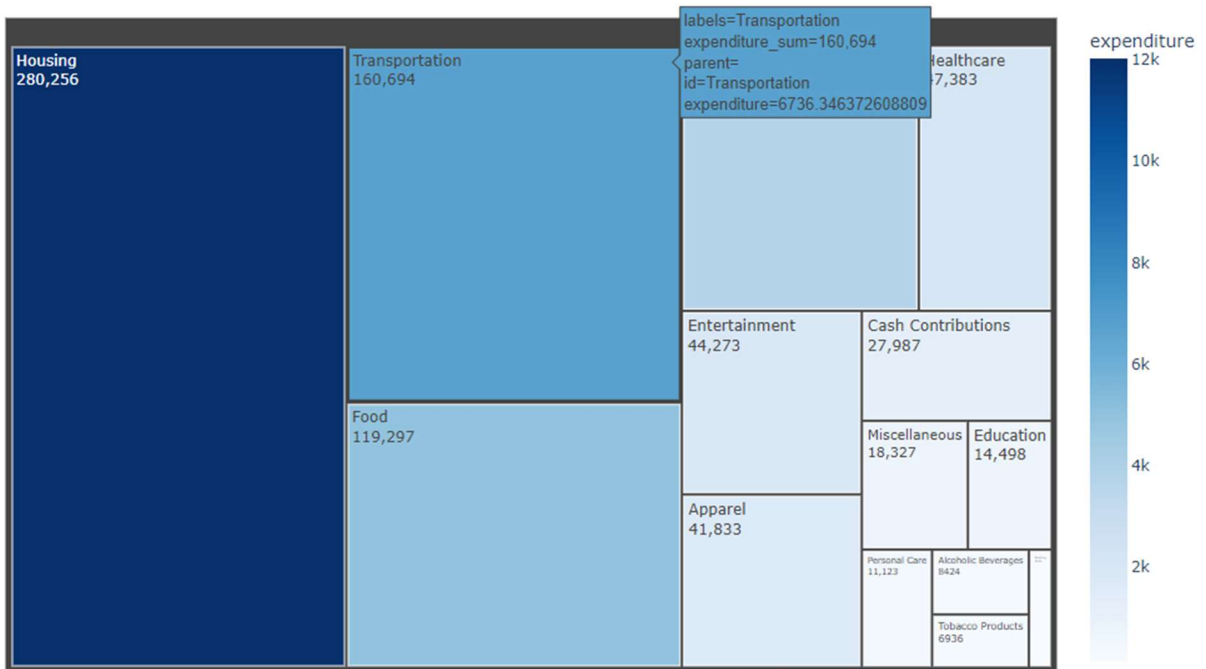 Housing
280,256
Transportation
160,694
labels=Transportation
expenditure_sum=160,694
parent=
id=Transportation
expenditure=6736.346372608809
Healthcare
47,383
Food
119,297
Entertainment
44,273
Cash Contributions
27,987
Miscellaneous
18,327
Education
14,498
Apparel
41,833
Personal Care
11,123
Alcoholic Beverages
8424
Tobacco Products
6936
expenditure
12k
10k
8k
6k
4k
2k